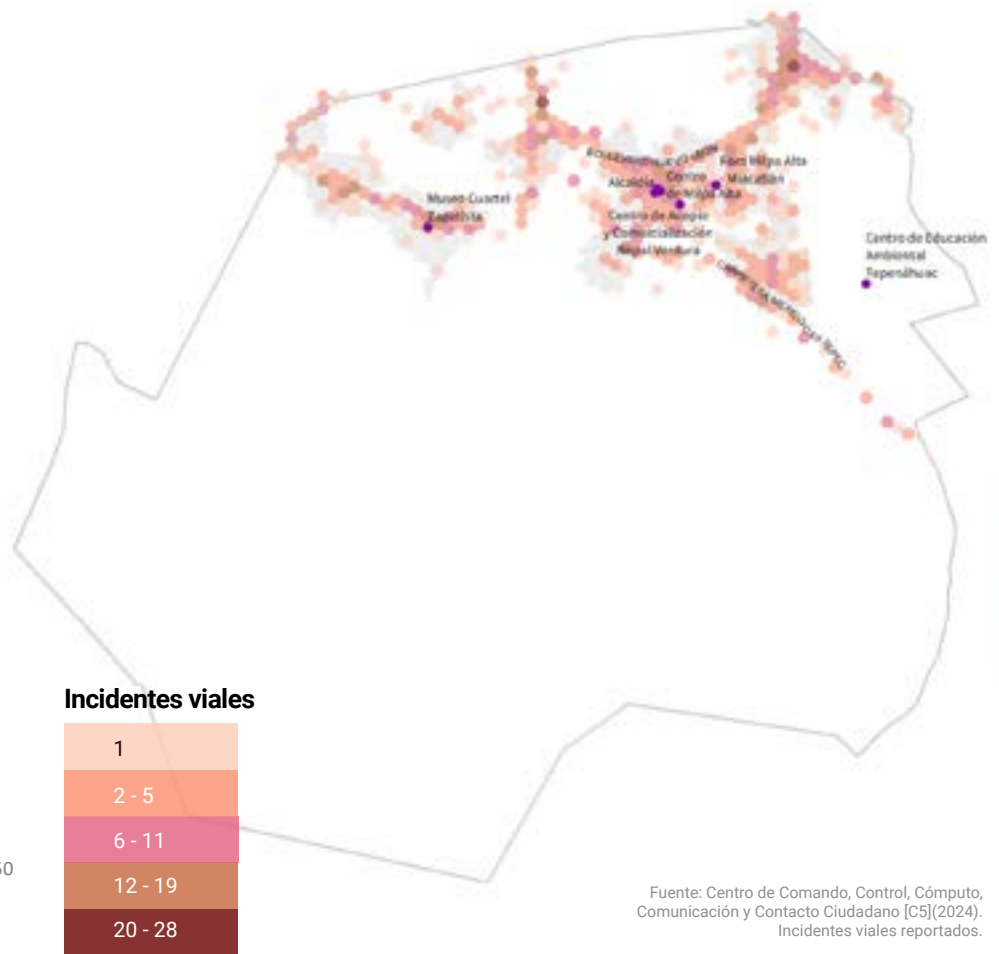 Foro Milpa Alta
Miacatlán
Centro
de Milpa Alta
Alcaldía
Museo Cuartel
Zapatista
Centro de Acopio
y Comercialización
Nopal Verdura
Centro de Educación
Ambiental
Tepenáhuac
Incidentes viales
1
2 - 5
6 - 11
12 - 19
20 - 28
Fuente: Centro de Comando, Control, Cómputo,
Comunicación y Contacto Ciudadano [C5](2024).
Incidentes viales reportados.